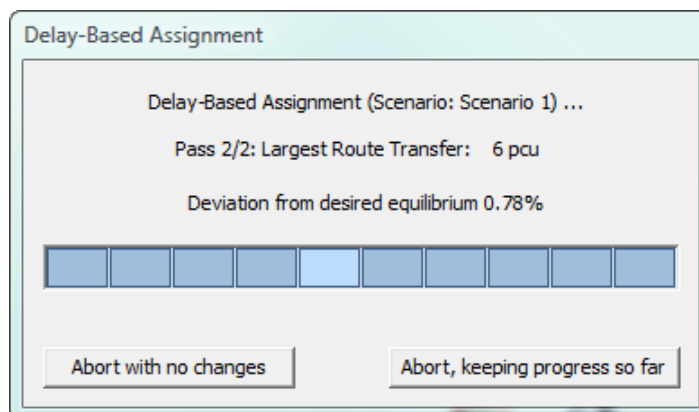 Delay-Based Assignment
Delay-Based Assignment (Scenario: Scenario 1) ...
Pass 2/2: Largest Route Transfer: 6 pcu
Deviation from desired equilibrium 0.78%
Abort with no changes
Abort, keeping progress so far